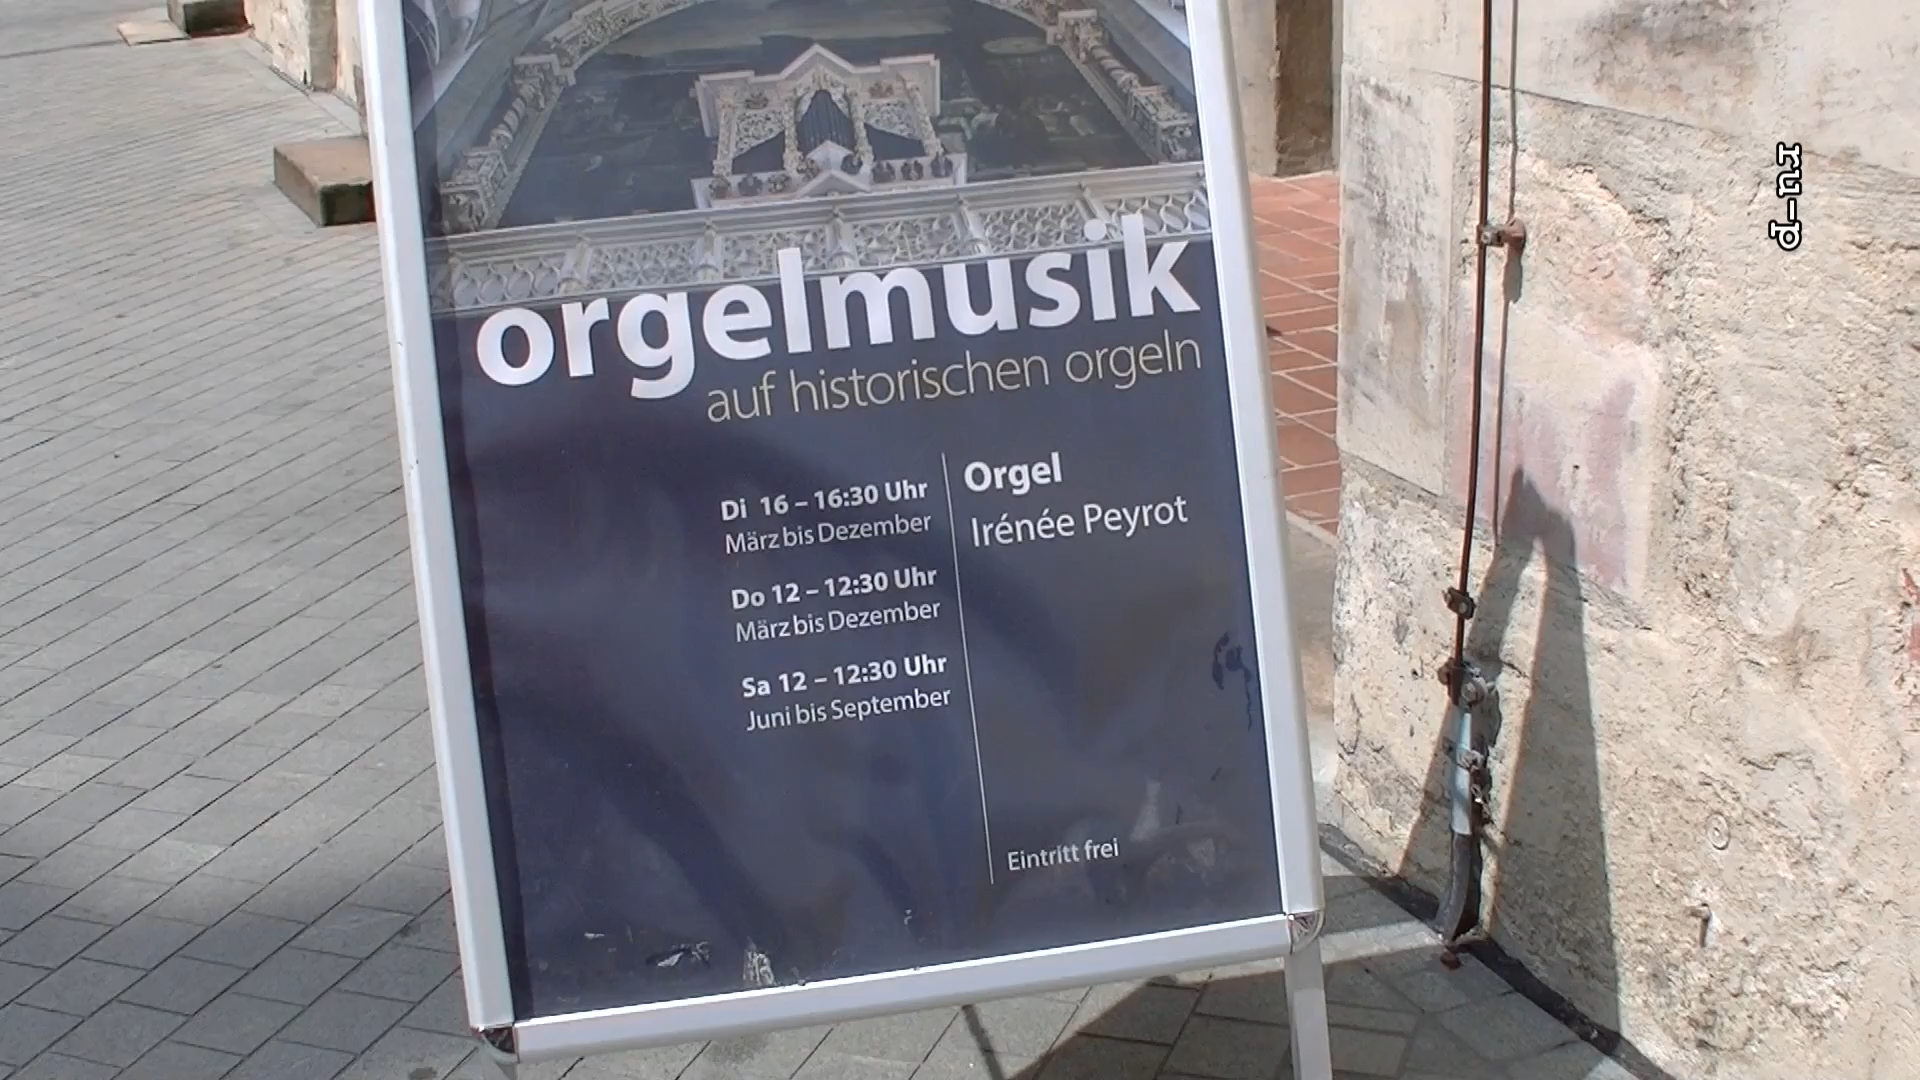 orgelmusik
auf historischen orgeln
Di 16 – 16:30 Uhr
März bis Dezember
Do 12 – 12:30 Uhr
März bis Dezember
Sa 12 – 12:30 Uhr
Juni bis September
Orgel
Irénée Peyrot
Eintritt frei
d-nr